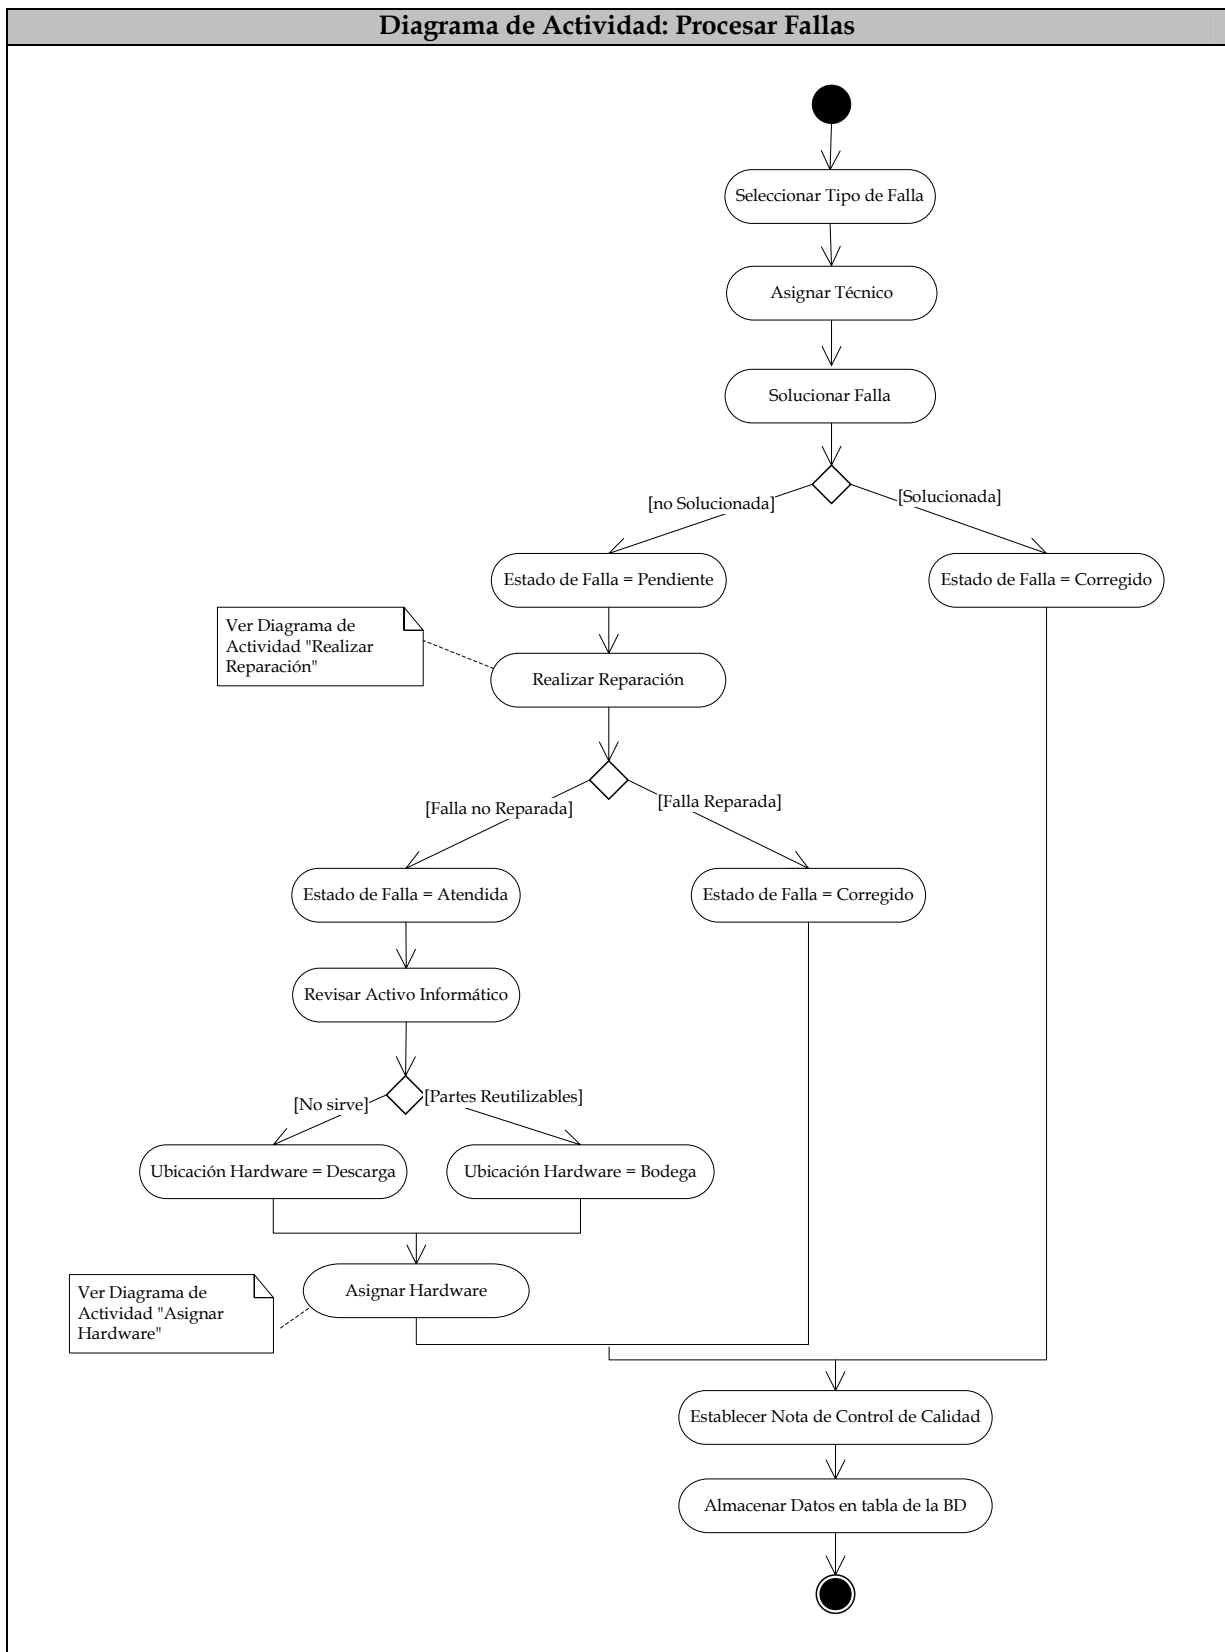 Diagrama de Actividad: Procesar Fallas
Seleccionar Tipo de Falla
Asignar Técnico
Solucionar Falla
[no Solucionada]
[Solucionada]
Estado de Falla = Pendiente
Estado de Falla = Corregido
Ver Diagrama de
Actividad "Realizar
Reparación"
Realizar Reparación
[Falla no Reparada]
[Falla Reparada]
Estado de Falla = Atendida
Estado de Falla = Corregido
Revisar Activo Informático
[No sirve]
[Partes Reutilizables]
Ubicación Hardware = Descarga
Ubicación Hardware = Bodega
Ver Diagrama de
Actividad "Asignar
Hardware"
Asignar Hardware
Establecer Nota de Control de Calidad
Almacenar Datos en tabla de la BD